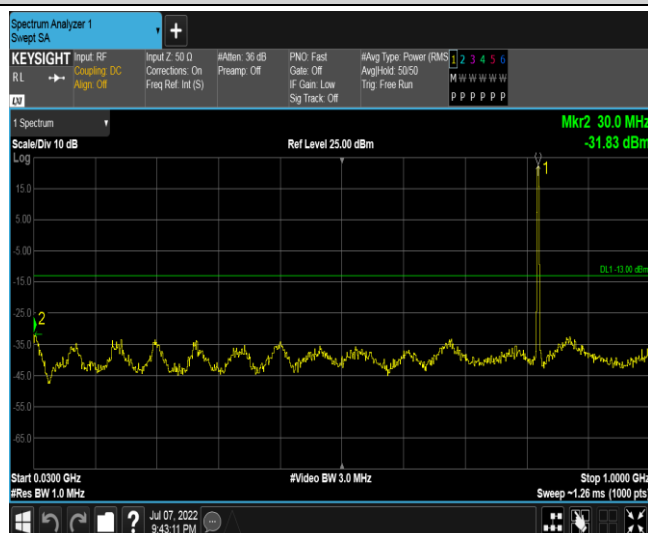 Spectrum Analyzer 1
Swept SA
KEYSIGHT
RL
LXI
Input: RF
Coupling: DC
Align: Off
Input Z: 50 Ω
Corrections: On
Freq Ref: Int (S)
#Atten: 36 dB
Preamp: Off
PNO: Fast
Gate: Off
IF Gain: Low
Sig Track: Off
#Avg Type: Power (RMS
Avg|Hold: 50/50
Trig: Free Run
1 2 3 4 5 6
M W W W W W
P P P P P P
1 Spectrum
Mkr2 30.0 MHz
-31.83 dBm
Scale/Div 10 dB
Ref Level 25.00 dBm
Log
1
15.0
5.00
-5.00
DL1 -13.00 dBm
-15.0
-25.0
2
-35.0
-45.0
-55.0
-65.0
Start 0.0300 GHz
#Video BW 3.0 MHz
Stop 1.0000 GHz
#Res BW 1.0 MHz
Sweep ~1.26 ms (1000 pts)
Jul 07, 2022
9:43:11 PM